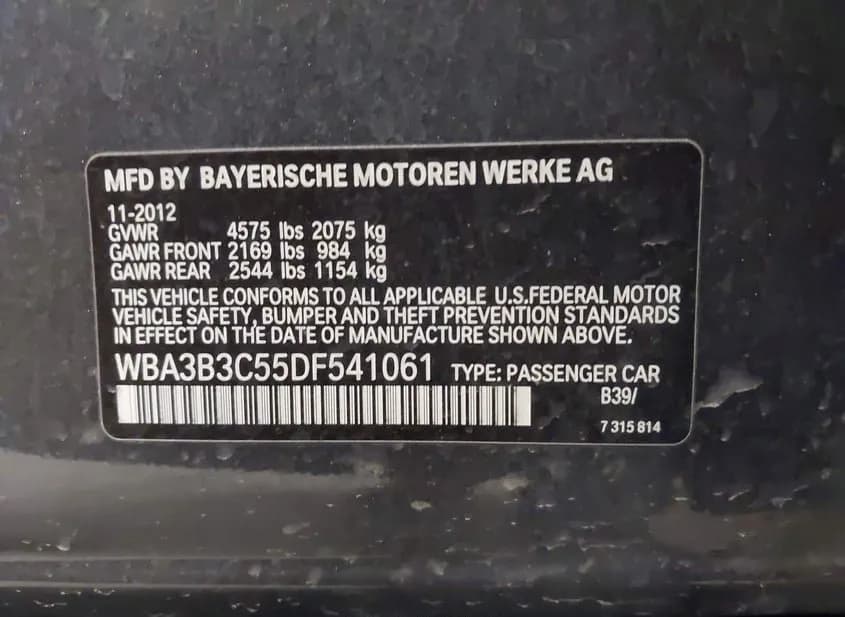 MFD BY BAYERISCHE MOTOREN WERKE AG
11-2012
GVWR 4575 lbs 2075 kg
GAWR FRONT 2169 lbs 984 kg
GAWR REAR 2544 lbs 1154 kg
THIS VEHICLE CONFORMS TO ALL APPLICABLE U.S.FEDERAL MOTOR
VEHICLE SAFETY, BUMPER AND THEFT PREVENTION STANDARDS
IN EFFECT ON THE DATE OF MANUFACTURE SHOWN ABOVE.
WBA3B3C55DF541061 TYPE: PASSENGER CAR
B39/
7 315 814